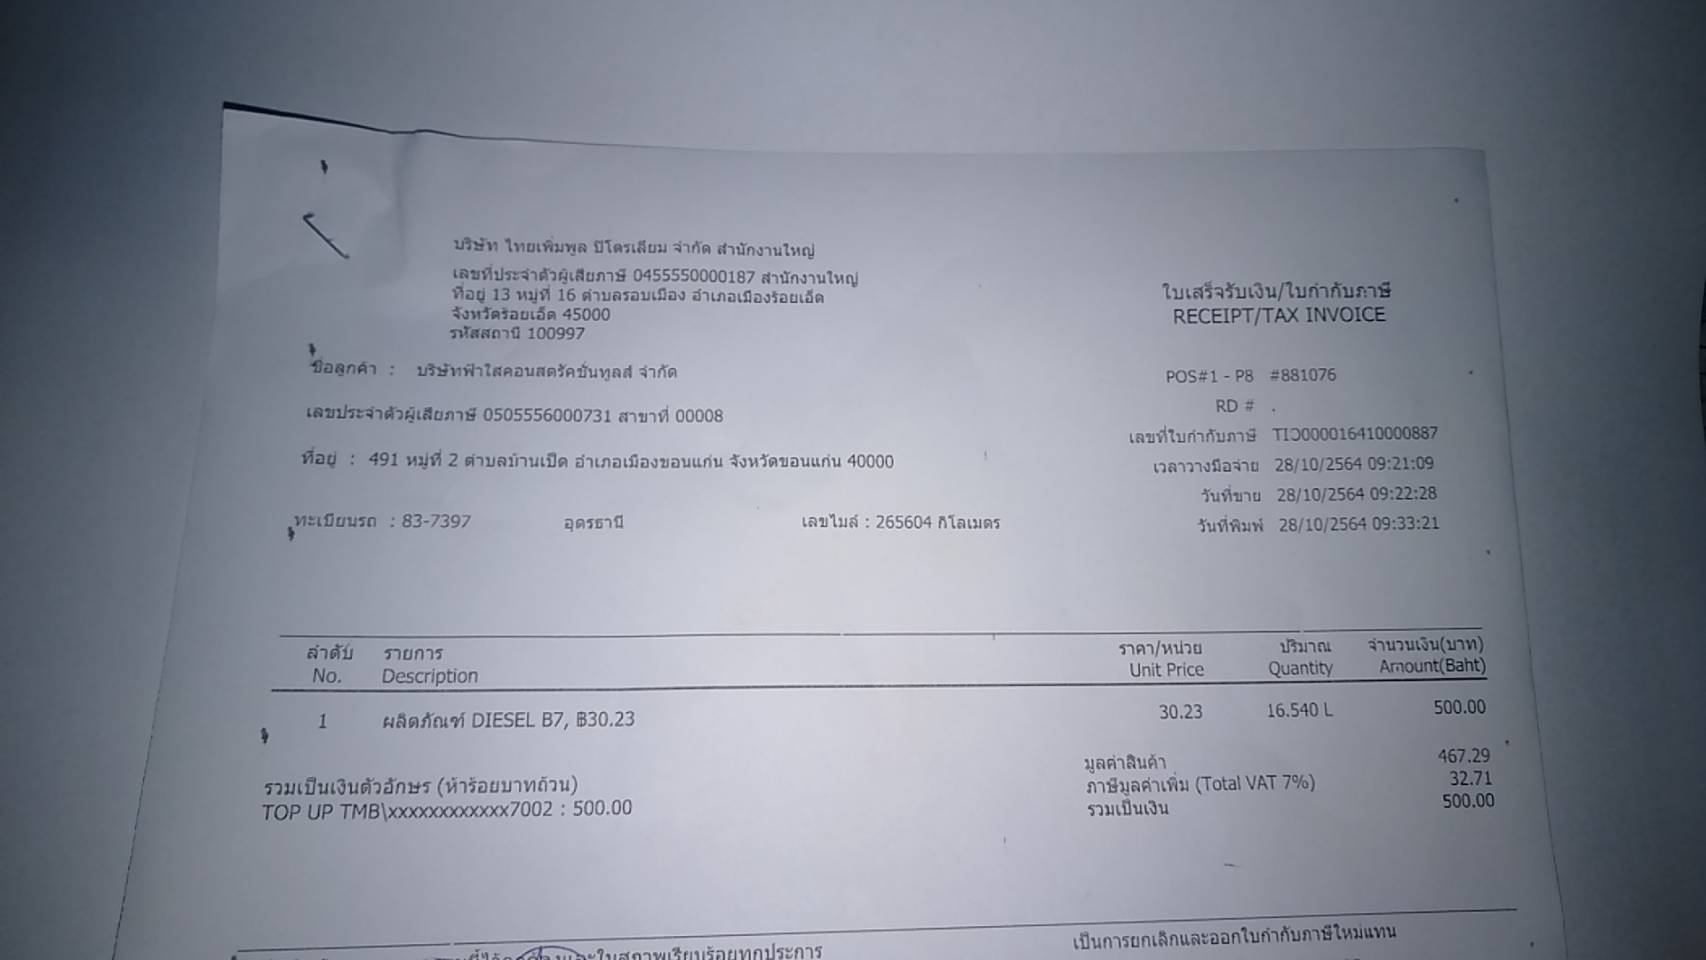 บริษัท ไทยเพิ่มพูล ปิโตรเลียม จำกัด สำนักงานใหญ่
เลขที่ประจำตัวผู้เสียภาษี 0455550000187 สำนักงานใหญ่
ที่อยู่ 13 หมู่ที่ 16 ตำบลรอบเมือง อำเภอเมืองร้อยเอ็ด
จังหวัดร้อยเอ็ด 45000
รหัสสถานี 100997
ใบเสร็จรับเงิน/ใบกำกับภาษี
RECEIPT/TAX INVOICE
ชื่อลูกค้า : บริษัทฟ้าใสคอนสตรัคชั่นทูลส์ จำกัด
POS#1 - P8 #881076
RD # .
เลขประจำตัวผู้เสียภาษี 0505556000731 สาขาที่ 00008
เลขที่ใบกำกับภาษี TIO000016410000887
ที่อยู่ : 491 หมู่ที่ 2 ตำบลบ้านเป็ด อำเภอเมืองขอนแก่น จังหวัดขอนแก่น 40000
เวลาวางมือจ่าย 28/10/2564 09:21:09
วันที่ขาย 28/10/2564 09:22:28
ทะเบียนรถ : 83-7397 อุดรธานี เลขไมล์ : 265604 กิโลเมตร
วันที่พิมพ์ 28/10/2564 09:33:21
ลำดับ รายการ ราคา/หน่วย ปริมาณ จำนวนเงิน(บาท)
No. Description Unit Price Quantity Amount(Baht)
1 ผลิตภัณฑ์ DIESEL B7, ฿30.23 30.23 16.540 L 500.00
มูลค่าสินค้า 467.29
รวมเป็นเงินตัวอักษร (ห้าร้อยบาทถ้วน)
ภาษีมูลค่าเพิ่ม (Total VAT 7%) 32.71
TOP UP TMB\xxxxxxxxxxxx7002 : 500.00
รวมเป็นเงิน 500.00
เป็นการยกเลิกและออกใบกำกับภาษีใหม่แทน
ในสภาพเรียบร้อยทุกประการ